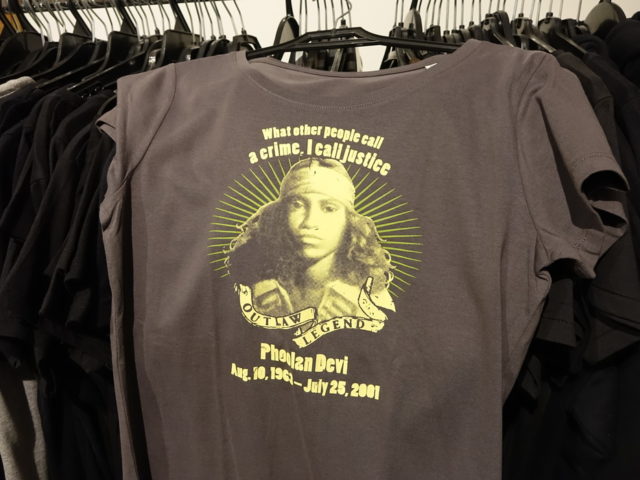 What other people call
a crime, I call justice
OUTLAW
LEGEND
Phoolan Devi
Aug. 10, 1963 — July 25, 2001